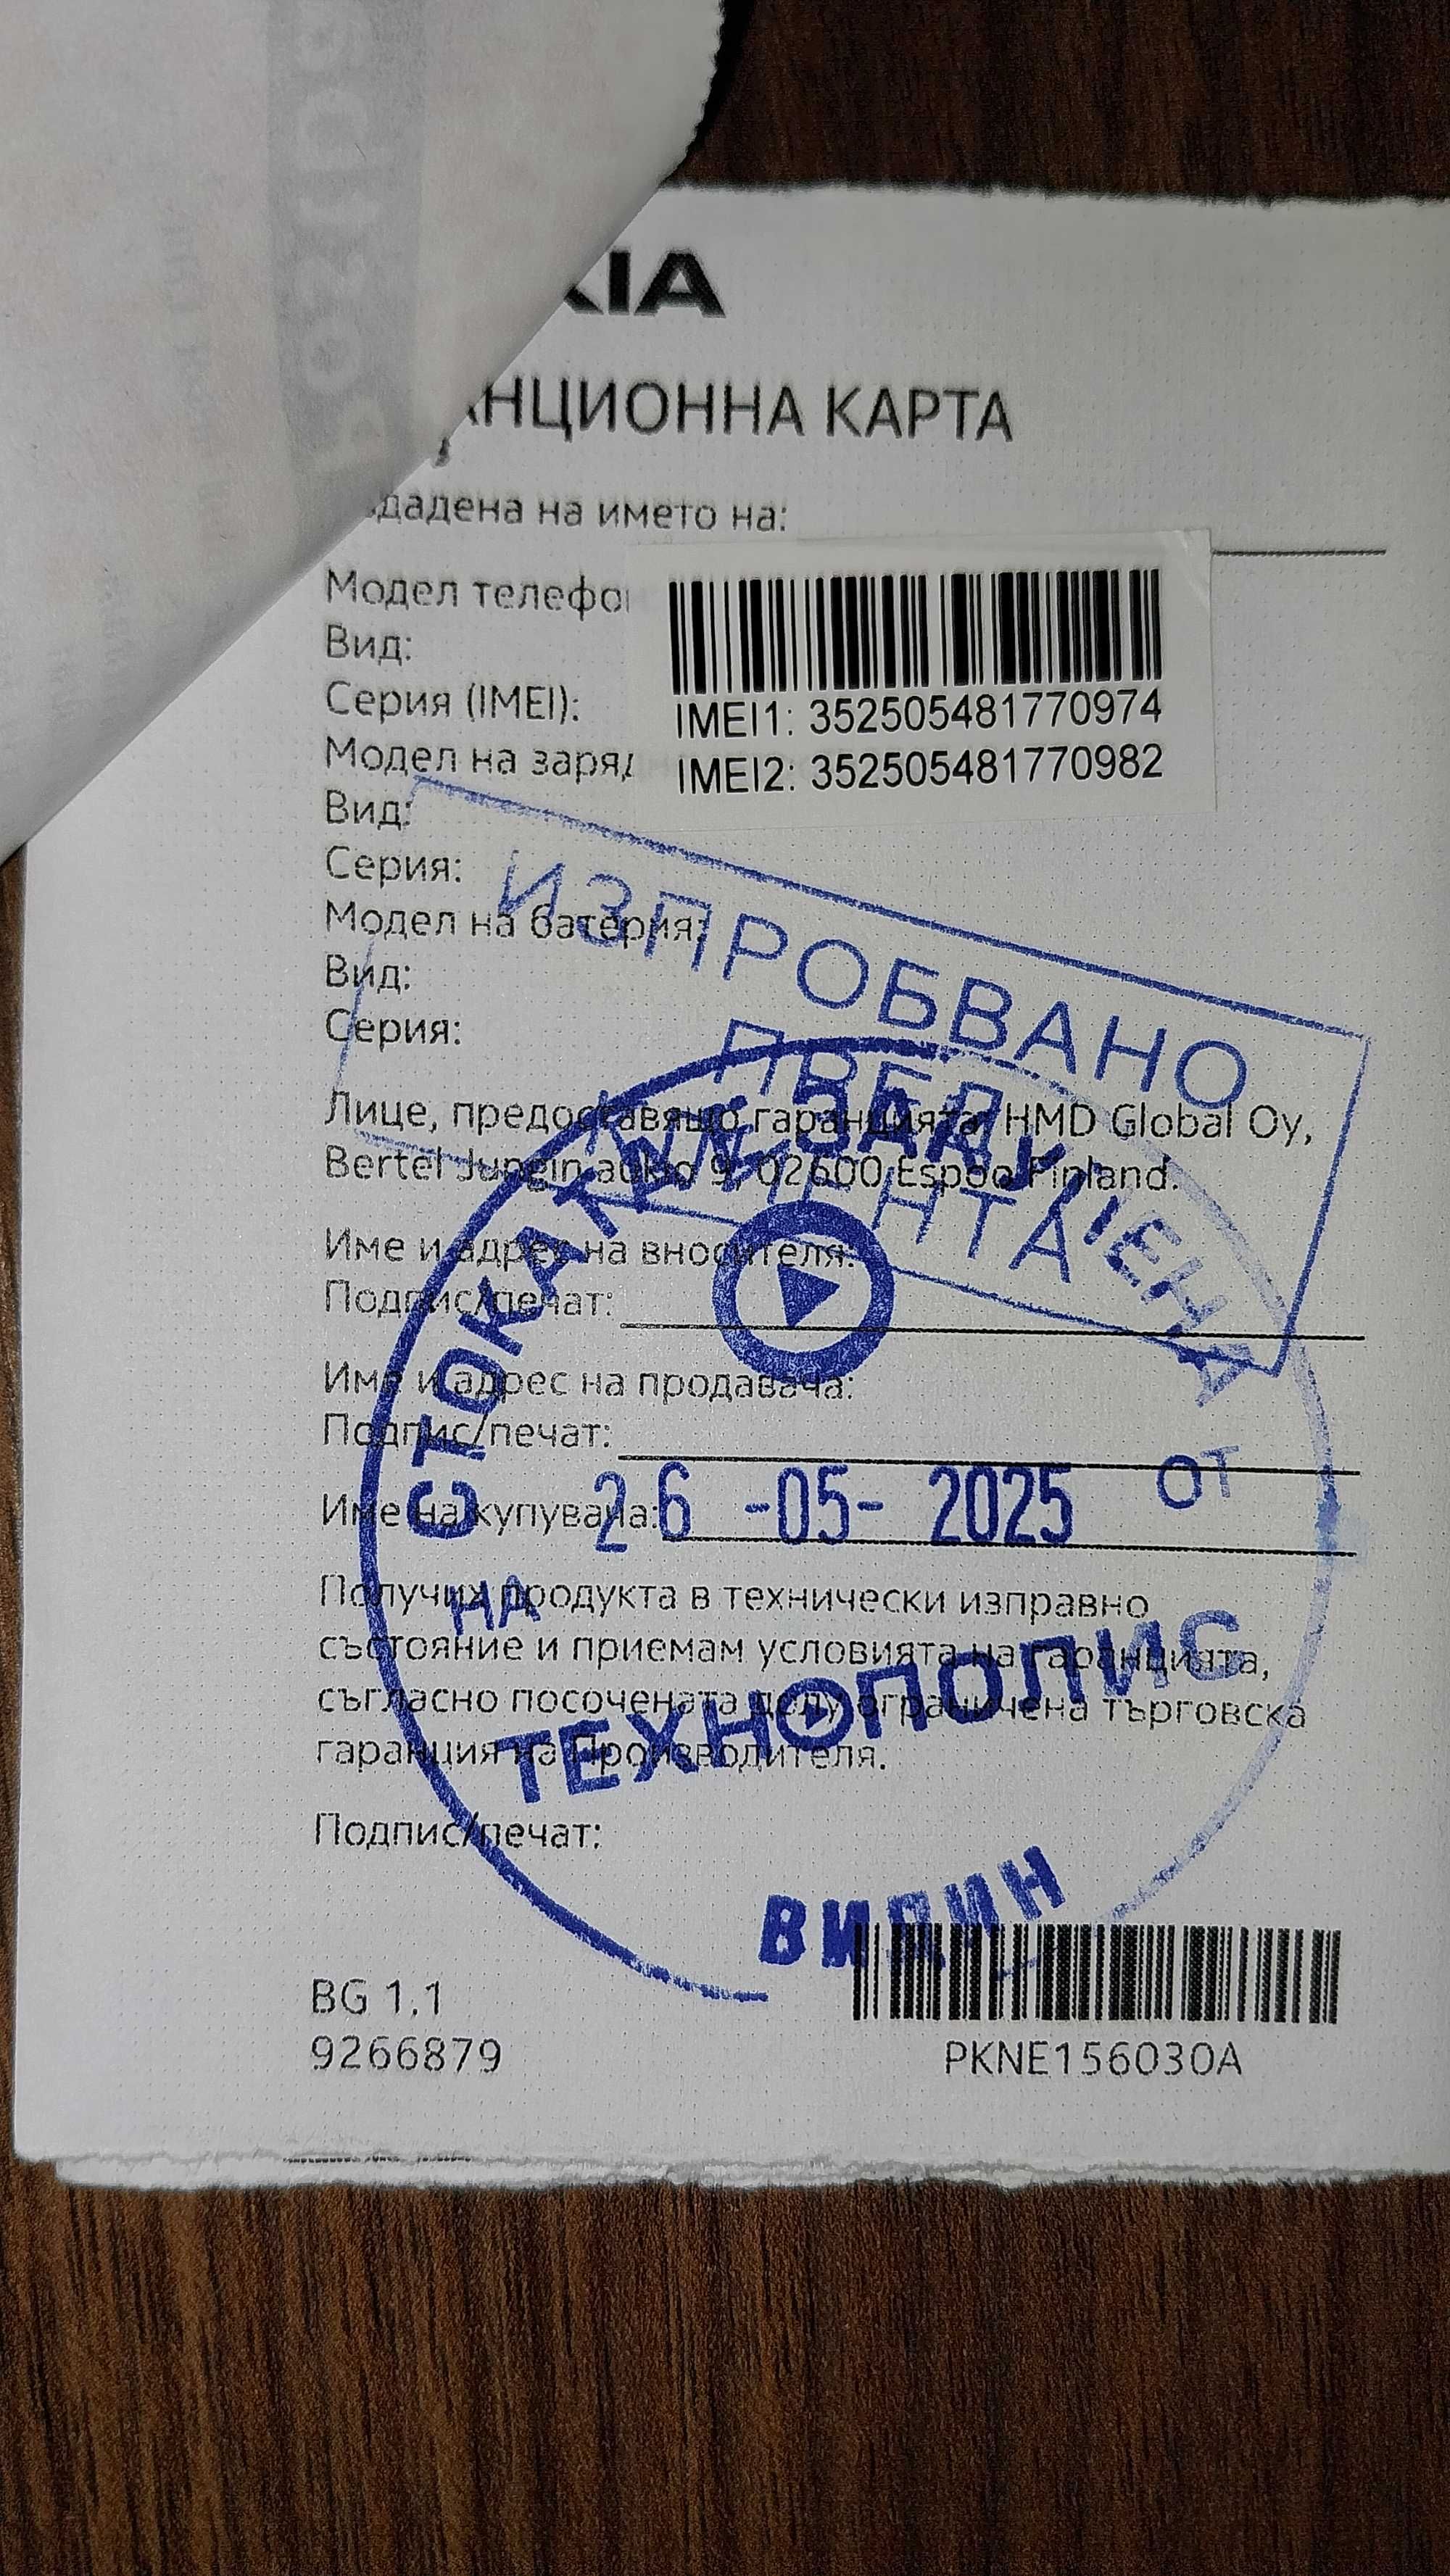 KIA
АНЦИОННА КАРТА
здадена на името на:
Модел телефо
Вид:
Серия (IMEI):
IMEI1: 352505481770974
Модел на заряд
IMEI2: 352505481770982
Вид:
Серия:
ИЗПРОБВАНО
Модел на батерия:
Вид:
Серия:
ПРЕД
КЛИЕНТА
Лице, предоставящо гаранцията: HMD Global Oy,
Bertel Jungin aukio 9, 02600 Espoo Finland.
СТОКАТА Е ЗАКУПЕНА ОТ
Име и адрес на вносителя:
Подпис/печат:
Име и адрес на продавача:
Подпис/печат:
Име на купувача:
26 -05- 2025
НА
Получих продукта в технически изправно
състояние и приемам условията на гаранцията,
съгласно посочената долу ограничена търговска
гаранция на Производителя.
ТЕХНОПОЛИС
Подпис/печат:
ВИДИН
BG 1.1
9266879
PKNE156030A